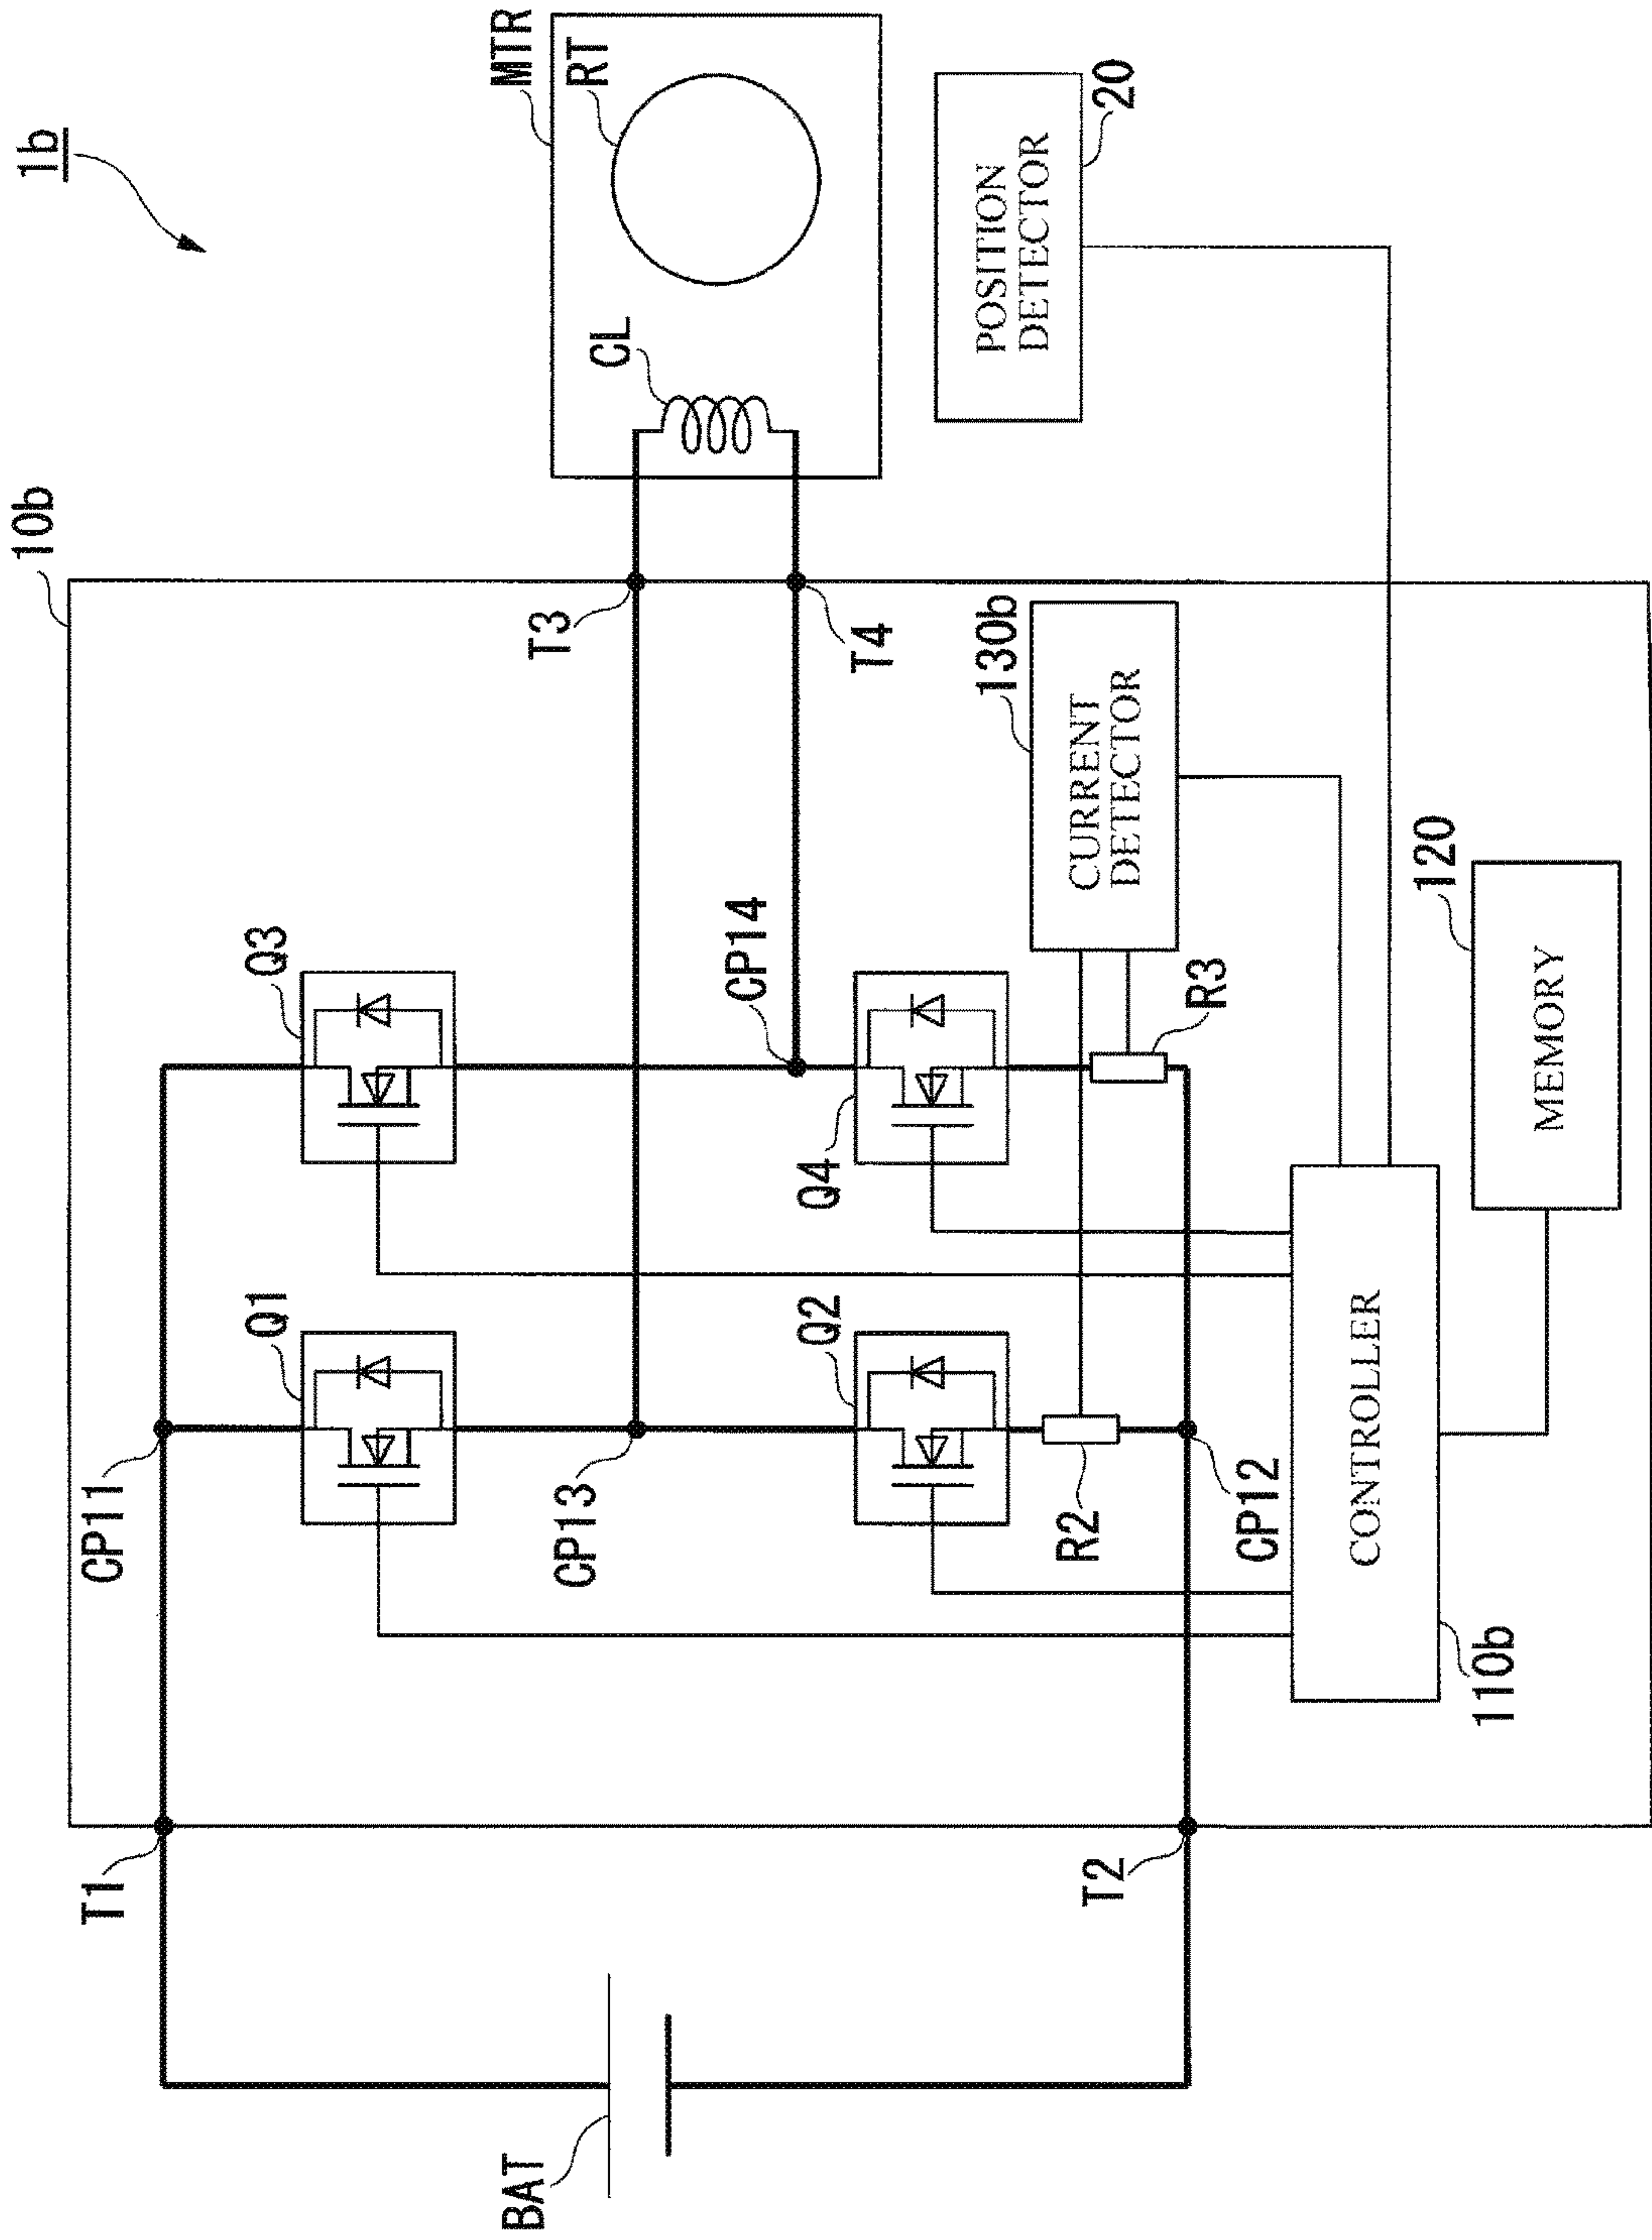 1b
10b
MTR
RT
CL
POSITION
DETECTOR
20
T3
T4
130b
CURRENT
DETECTOR
120
MEMORY
Q3
CP14
Q4
R3
CP11
Q1
CP13
Q2
R2
CP12
CONTROLLER
110b
T1
T2
BAT